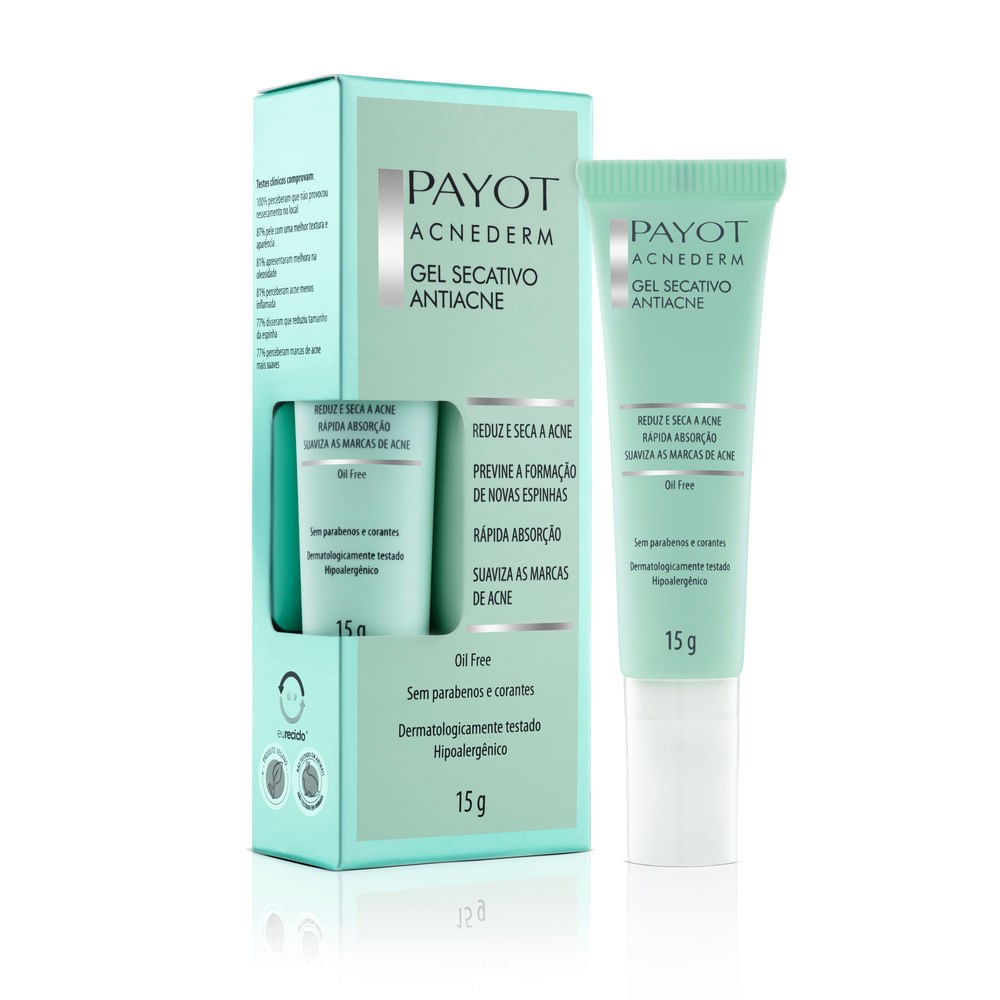 Testes clínicos comprovam:
100% perceberam que não provocou
ressecamento no local
87% pele com uma melhor textura e
aparência
81% apresentaram melhora na
oleosidade
81% perceberam acne menos
inflamada
77% disseram que reduziu tamanho
da espinha
77% perceberam marcas de acne
mais suaves
PAYOT
ACNEDERM
GEL SECATIVO
ANTIACNE
REDUZ E SECA A ACNE
RÁPIDA ABSORÇÃO
SUAVIZA AS MARCAS DE ACNE
Oil Free
Sem parabenos e corantes
Dermatologicamente testado
Hipoalergênico
15 g
REDUZ E SECA A ACNE
PREVINE A FORMAÇÃO
DE NOVAS ESPINHAS
RÁPIDA ABSORÇÃO
SUAVIZA AS MARCAS
DE ACNE
Oil Free
Sem parabenos e corantes
Dermatologicamente testado
Hipoalergênico
15 g
eureciclo
PRODUTO VEGANO
NÃO TESTADO EM ANIMAIS
PAYOT
ACNEDERM
GEL SECATIVO
ANTIACNE
REDUZ E SECA A ACNE
RÁPIDA ABSORÇÃO
SUAVIZA AS MARCAS DE ACNE
Oil Free
Sem parabenos e corantes
Dermatologicamente testado
Hipoalergênico
15 g